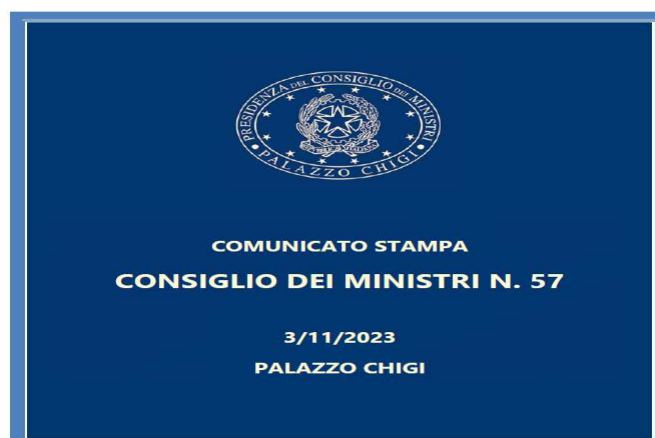 PRESIDENZA DEL CONSIGLIO DEI MINISTRI
• PALAZZO CHIGI •
COMUNICATO STAMPA
CONSIGLIO DEI MINISTRI N. 57
3/11/2023
PALAZZO CHIGI